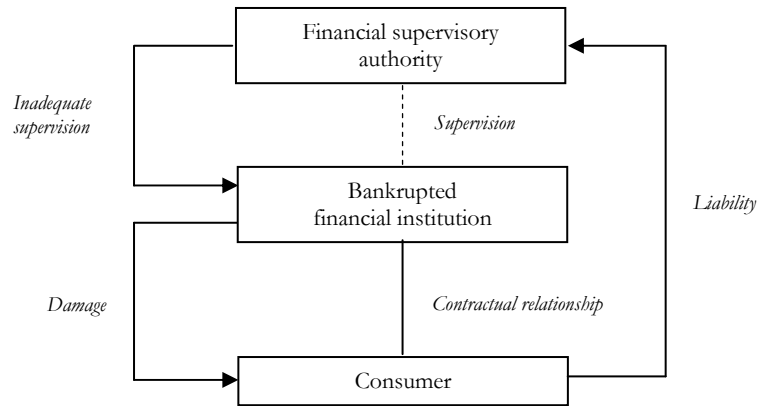 Financial supervisory
authority
Inadequate
supervision
Supervision
Bankrupted
financial institution
Liability
Damage
Contractual relationship
Consumer